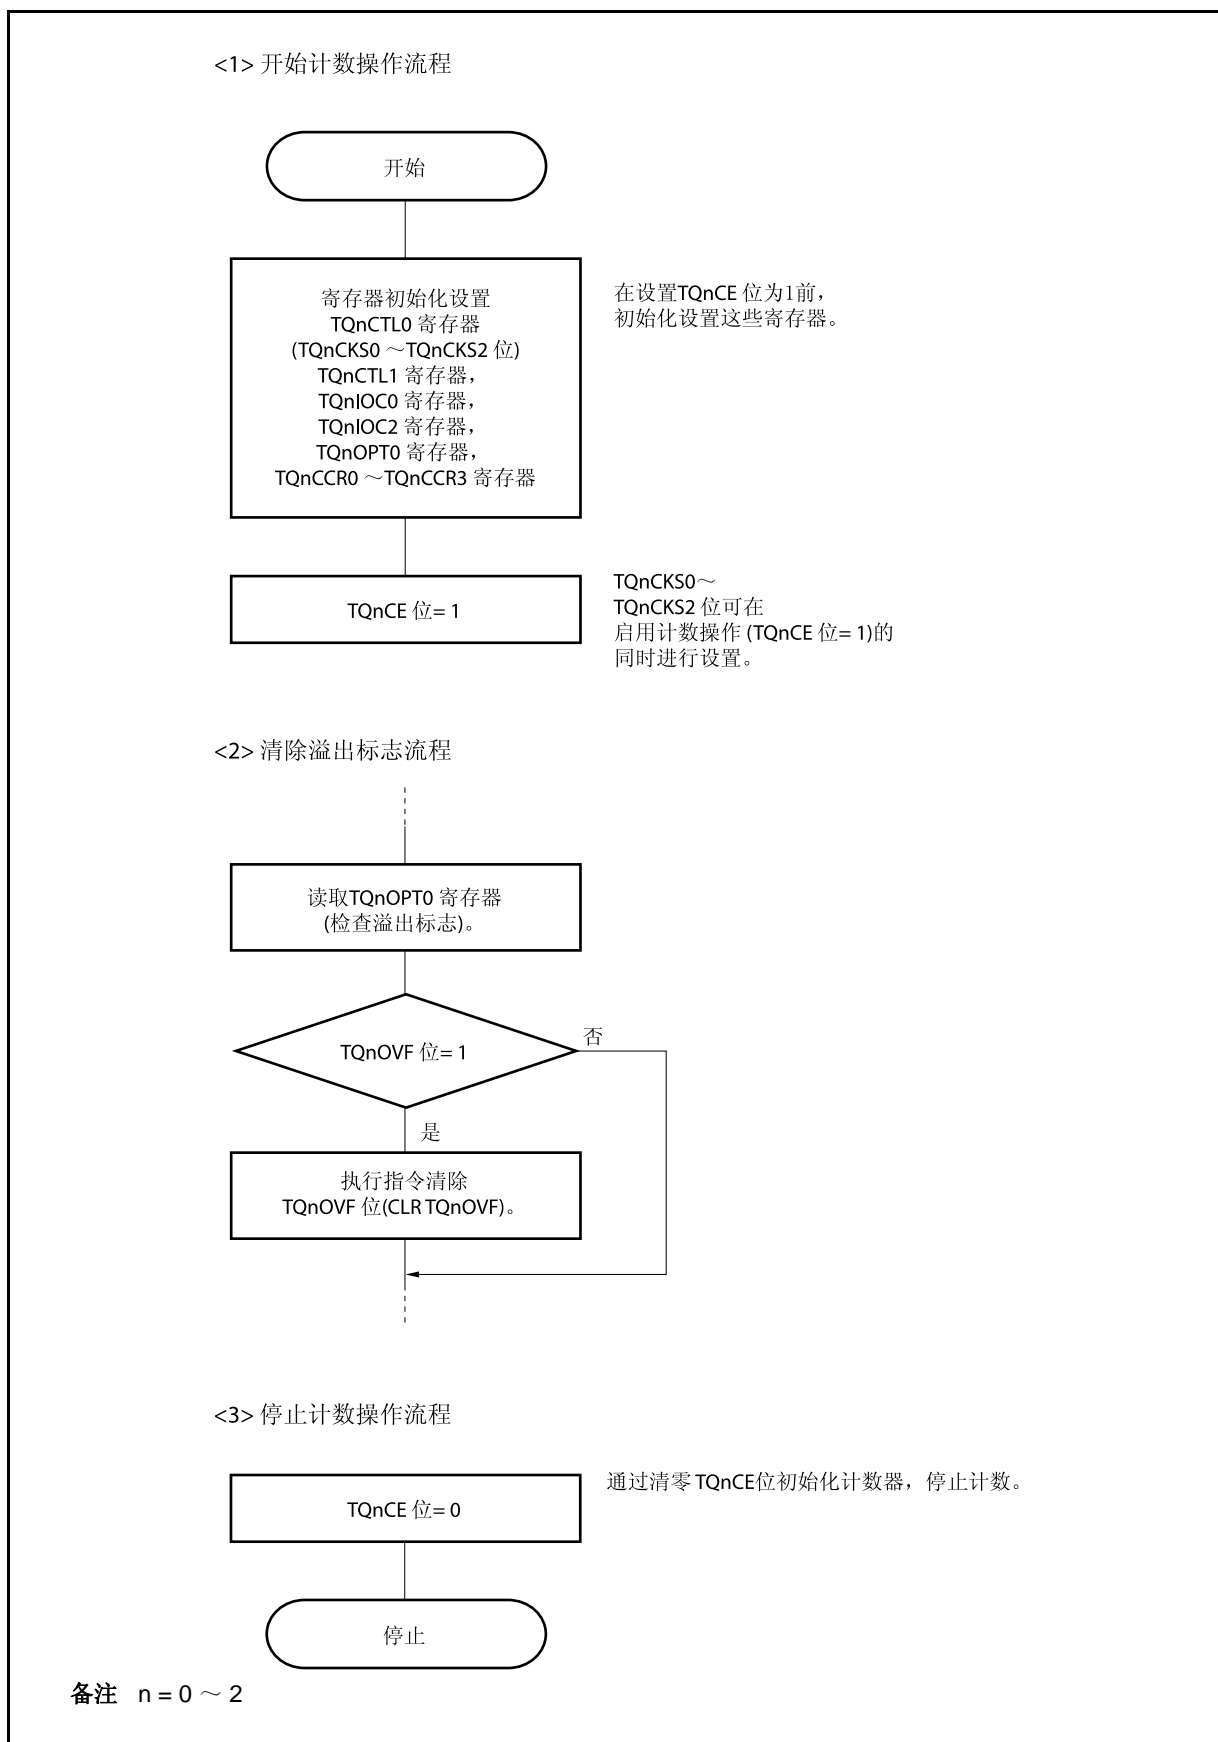 <1> 开始计数操作流程
开始
寄存器初始化设置
TQnCTL0 寄存器
(TQnCKS0 ～TQnCKS2 位)
TQnCTL1 寄存器，
TQnIOC0 寄存器，
TQnIOC2 寄存器，
TQnOPT0 寄存器，
TQnCCR0 ～TQnCCR3 寄存器
在设置TQnCE 位为1前，
初始化设置这些寄存器。
TQnCE 位= 1
TQnCKS0～
TQnCKS2 位可在
启用计数操作 (TQnCE 位= 1)的
同时进行设置。
<2> 清除溢出标志流程
读取TQnOPT0 寄存器
(检查溢出标志)。
TQnOVF 位= 1
否
是
执行指令清除
TQnOVF 位(CLR TQnOVF)。
<3> 停止计数操作流程
TQnCE 位= 0
通过清零 TQnCE位初始化计数器，停止计数。
停止
备注 n = 0 ～ 2